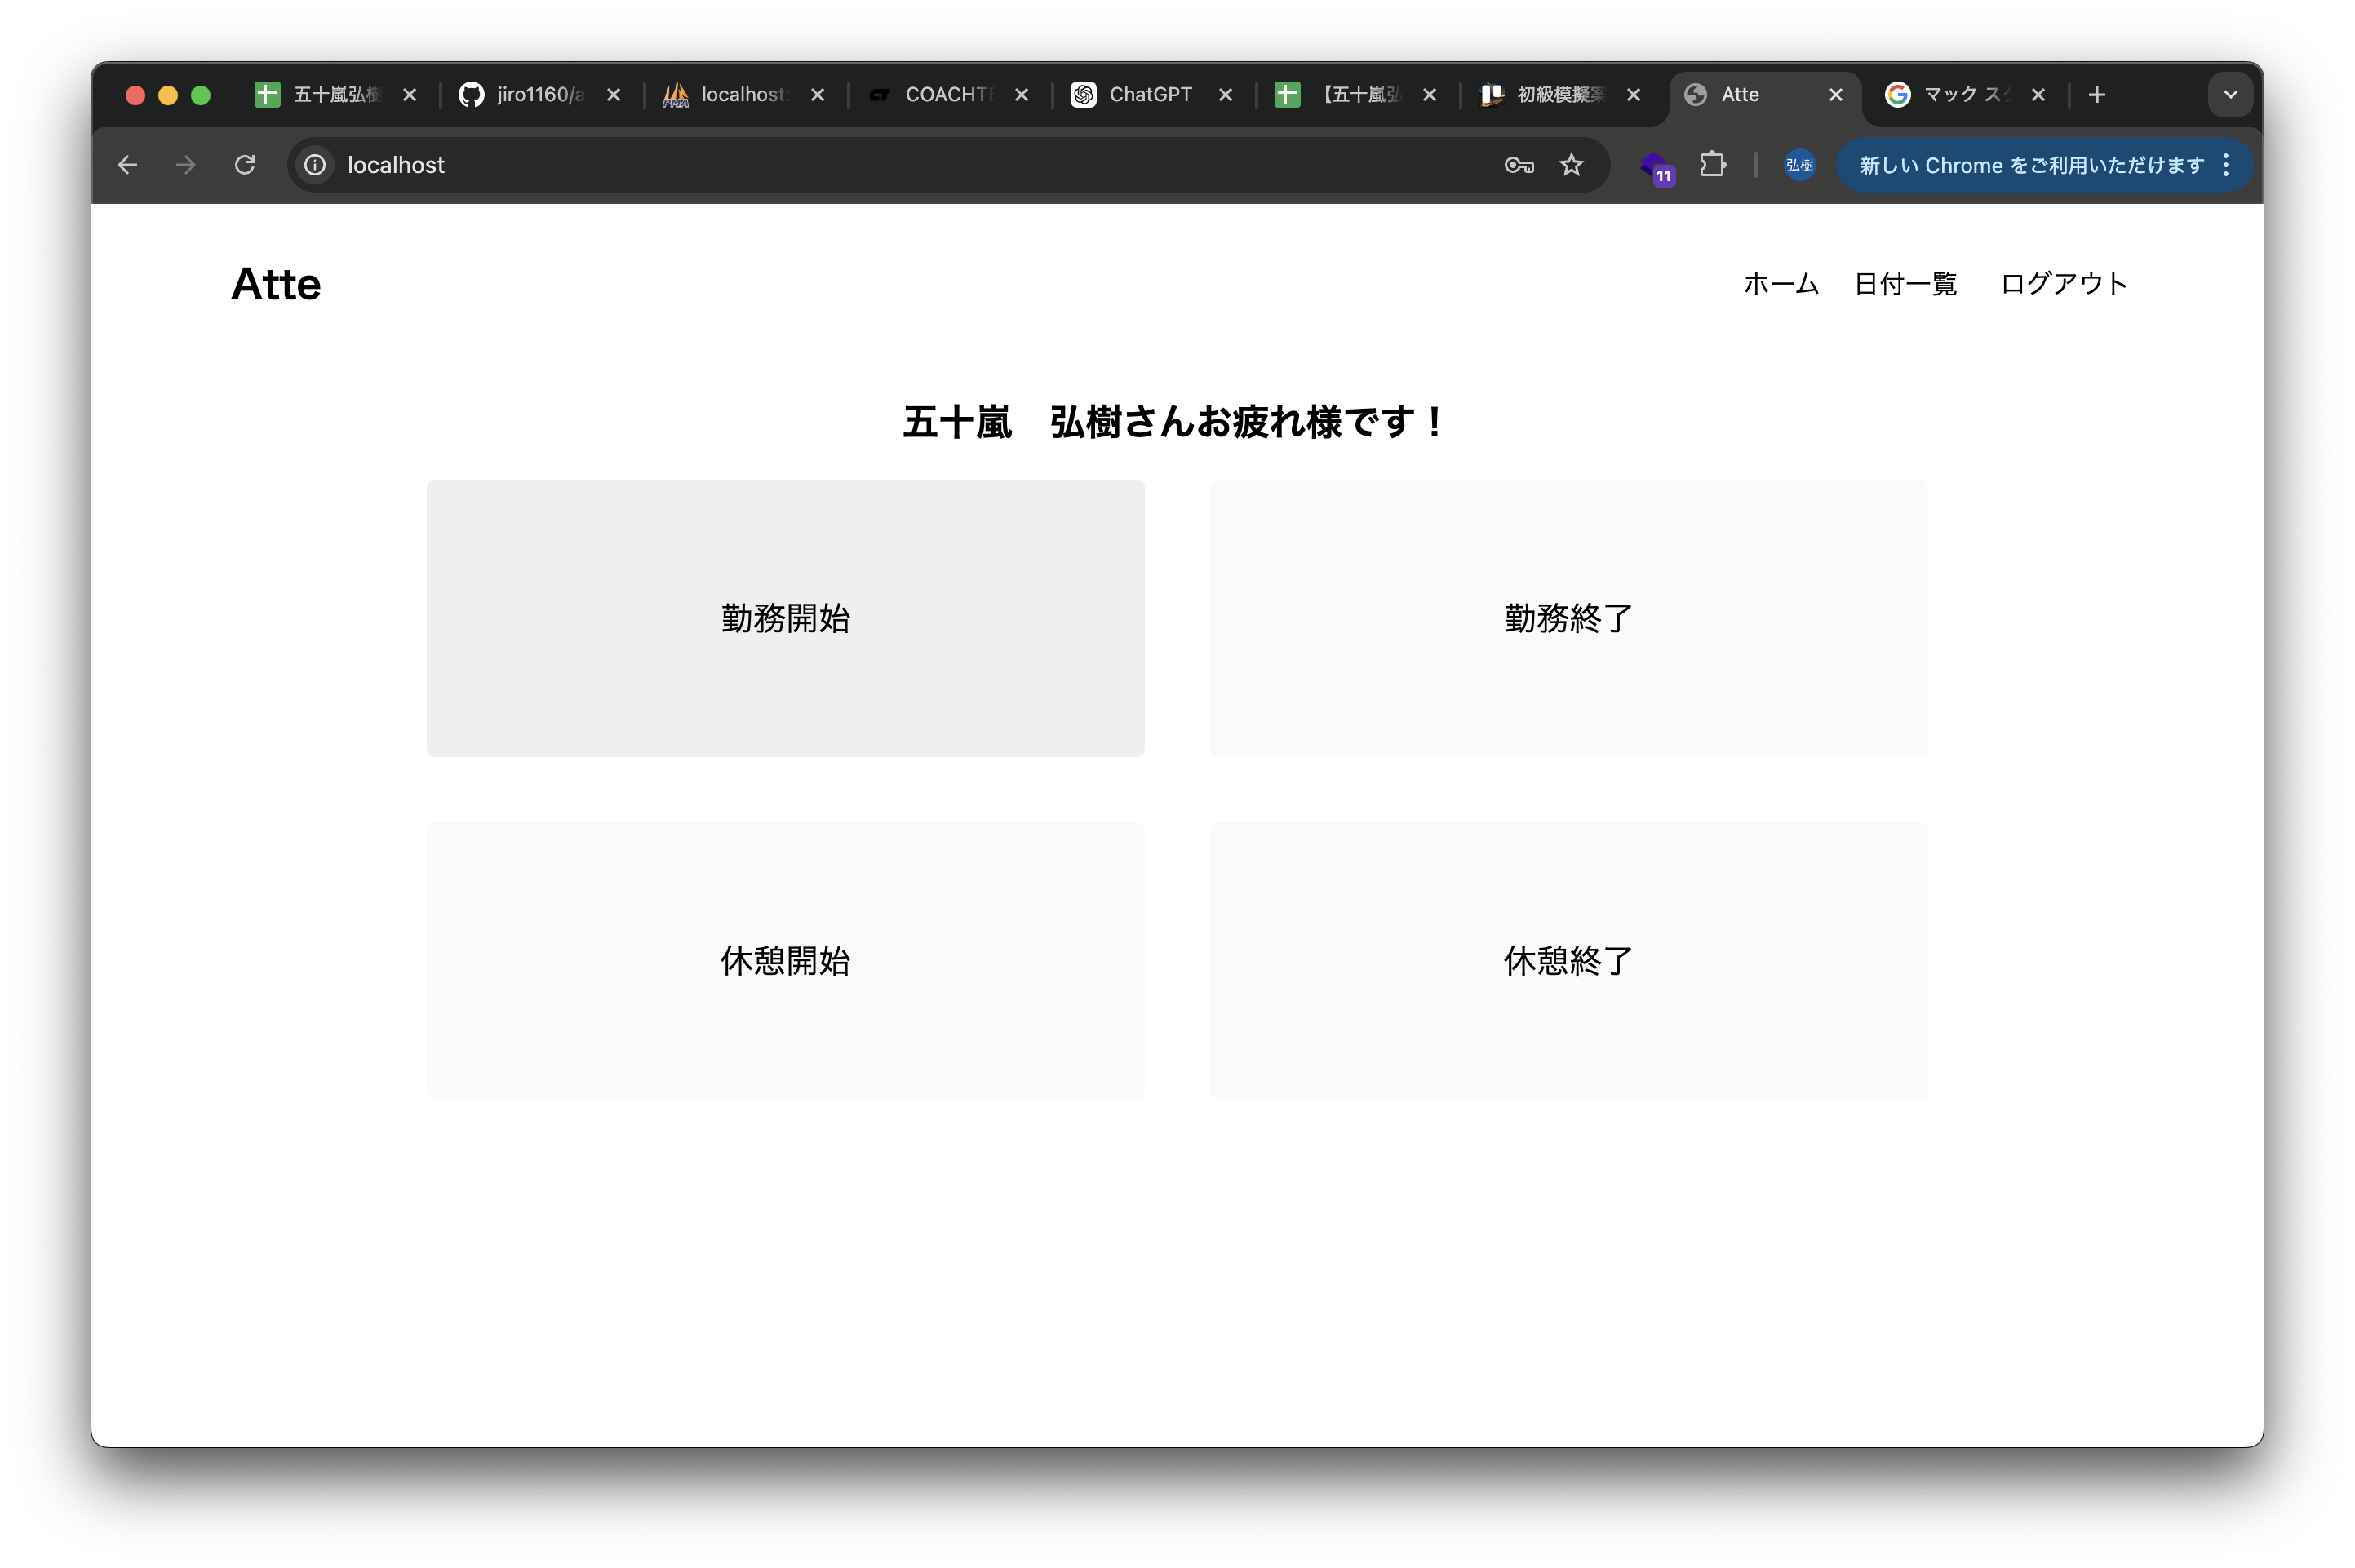 五十嵐弘樹
jiro1160/a
localhost:
COACHTE
ChatGPT
【五十嵐弘
初級模擬案
Atte
マック スク
localhost
11
弘樹
新しい Chrome をご利用いただけます
Atte
ホーム 日付一覧 ログアウト
五十嵐　弘樹さんお疲れ様です！
勤務開始
勤務終了
休憩開始
休憩終了